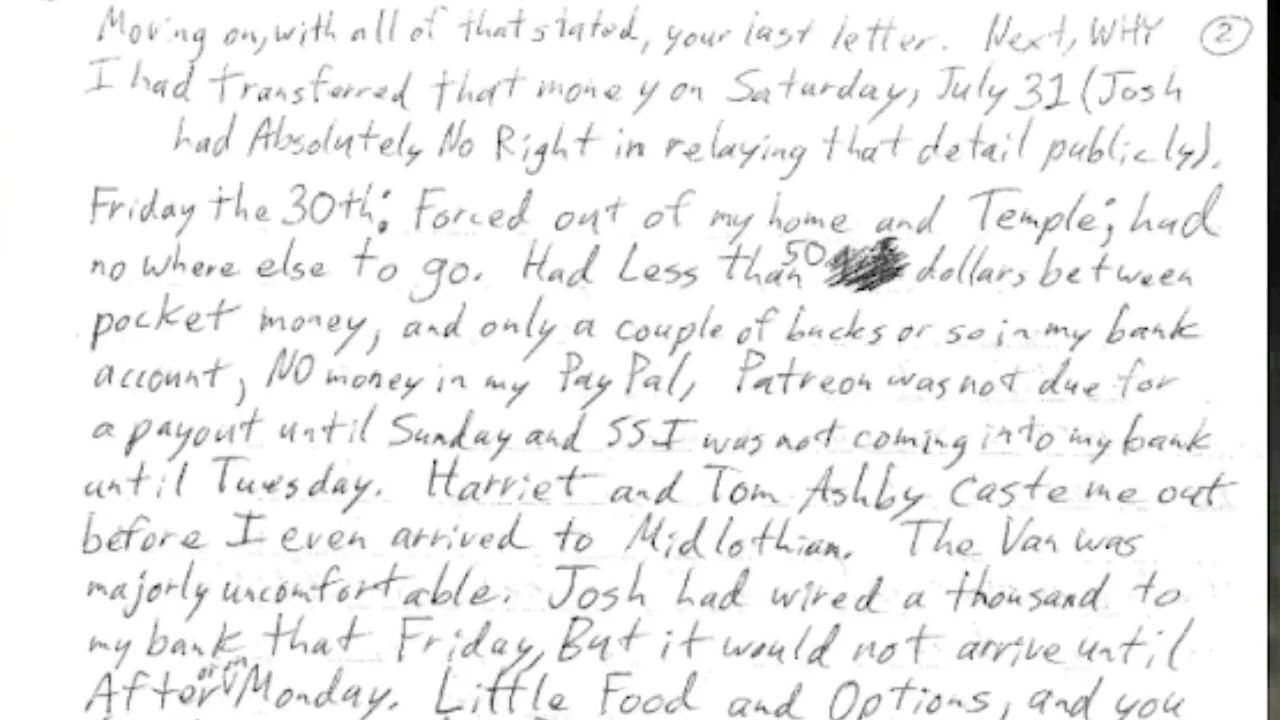 Moving on, with all of that stated, your last letter. Next, WHY ②
I had transferred that money on Saturday, July 31 (Josh
had Absolutely No Right in relaying that detail publicly).
Friday the 30th: Forced out of my home and Temple; had
no where else to go. Had Less than 50 dollars between
pocket money, and only a couple of bucks or so in my bank
account, NO money in my PayPal, Patreon was not due for
a payout until Sunday and SSI was not coming into my bank
until Tuesday. Harriet and Tom Ashby Caste me out
before I even arrived to Midlothian. The Van was
majorly uncomfortable. Josh had wired a thousand to
my bank that Friday, But it would not arrive until
After or on Monday. Little Food and Options, and you